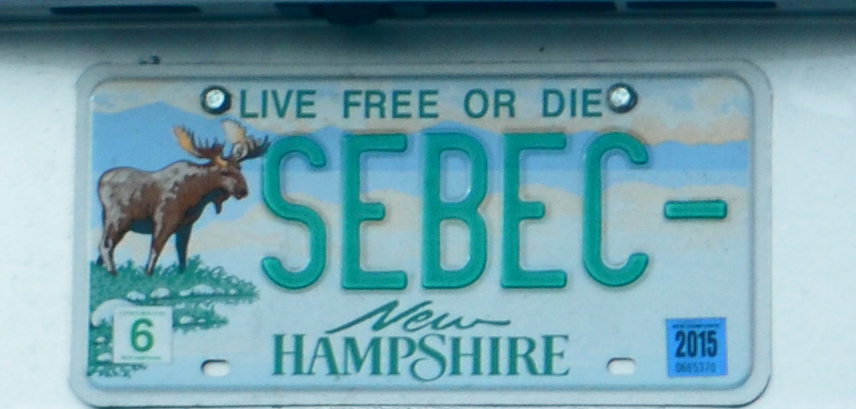 LIVE FREE OR DIE
SEBEC-
New
HAMPSHIRE
6
2015